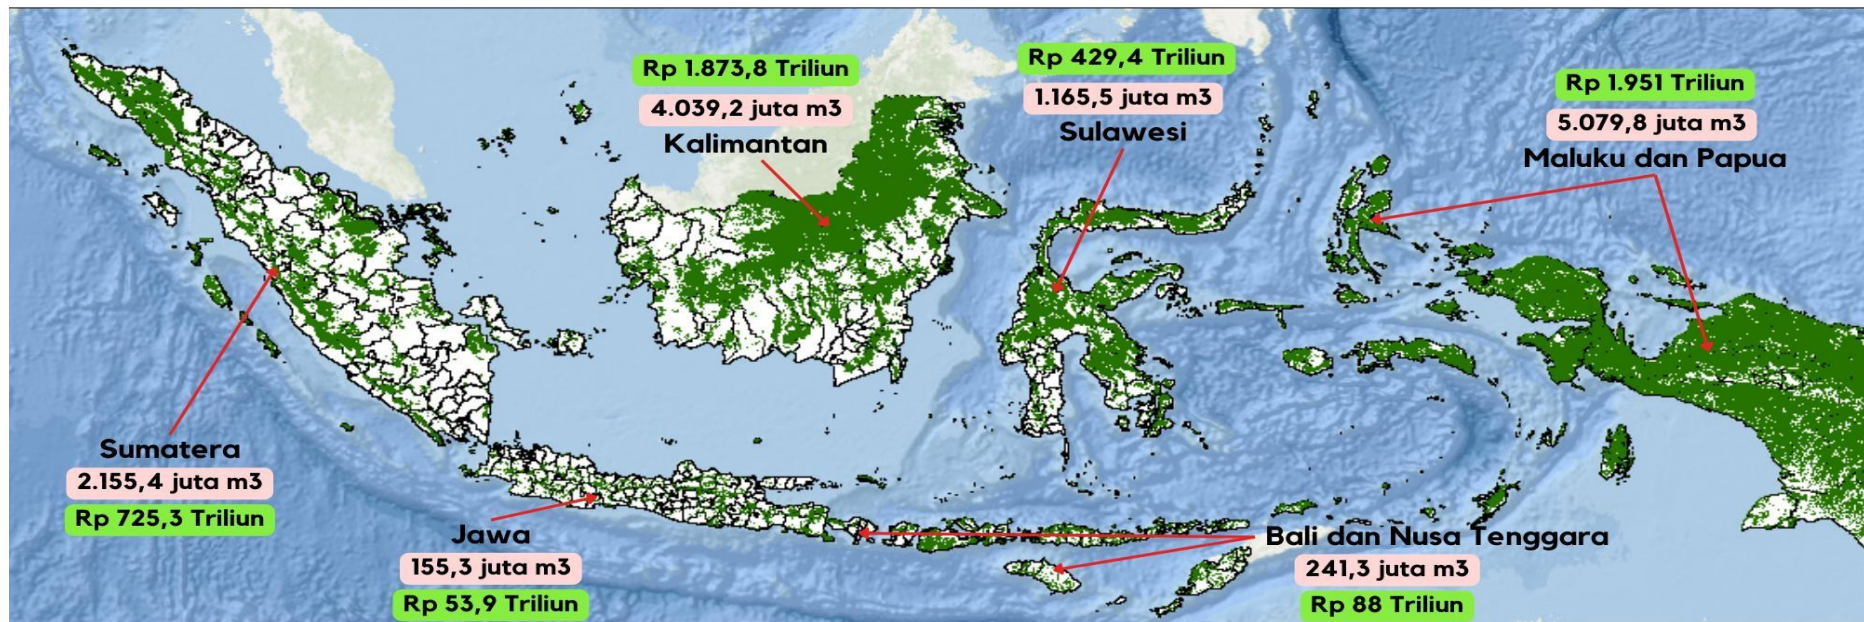 Rp 1.873,8 Triliun
4.039,2 juta m3
Kalimantan
Rp 429,4 Triliun
1.165,5 juta m3
Sulawesi
Rp 1.951 Triliun
5.079,8 juta m3
Maluku dan Papua
Sumatera
2.155,4 juta m3
Rp 725,3 Triliun
Jawa
155,3 juta m3
Rp 53,9 Triliun
Bali dan Nusa Tenggara
241,3 juta m3
Rp 88 Triliun